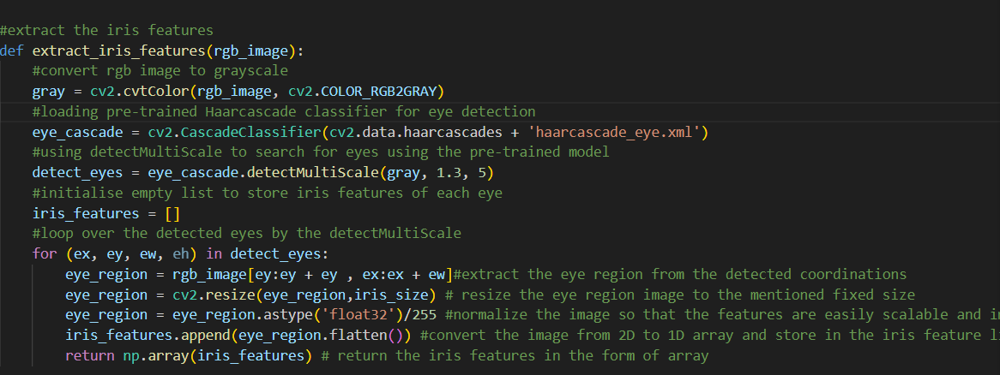 #extract the iris features
def extract_iris_features(rgb_image):
    #convert rgb image to grayscale
    gray = cv2.cvtColor(rgb_image, cv2.COLOR_RGB2GRAY)
    #loading pre-trained Haarcascade classifier for eye detection
    eye_cascade = cv2.CascadeClassifier(cv2.data.haarcascades + 'haarcascade_eye.xml')
    #using detectMultiScale to search for eyes using the pre-trained model
    detect_eyes = eye_cascade.detectMultiScale(gray, 1.3, 5)
    #initialise empty list to store iris features of each eye
    iris_features = []
    #loop over the detected eyes by the detectMultiScale
    for (ex, ey, ew, eh) in detect_eyes:
        eye_region = rgb_image[ey:ey + ey , ex:ex + ew]#extract the eye region from the detected coordinations
        eye_region = cv2.resize(eye_region,iris_size) # resize the eye region image to the mentioned fixed size
        eye_region = eye_region.astype('float32')/255 #normalize the image so that the features are easily scalable and
        iris_features.append(eye_region.flatten()) #convert the image from 2D to 1D array and store in the iris feature
        return np.array(iris_features) # return the iris features in the form of array